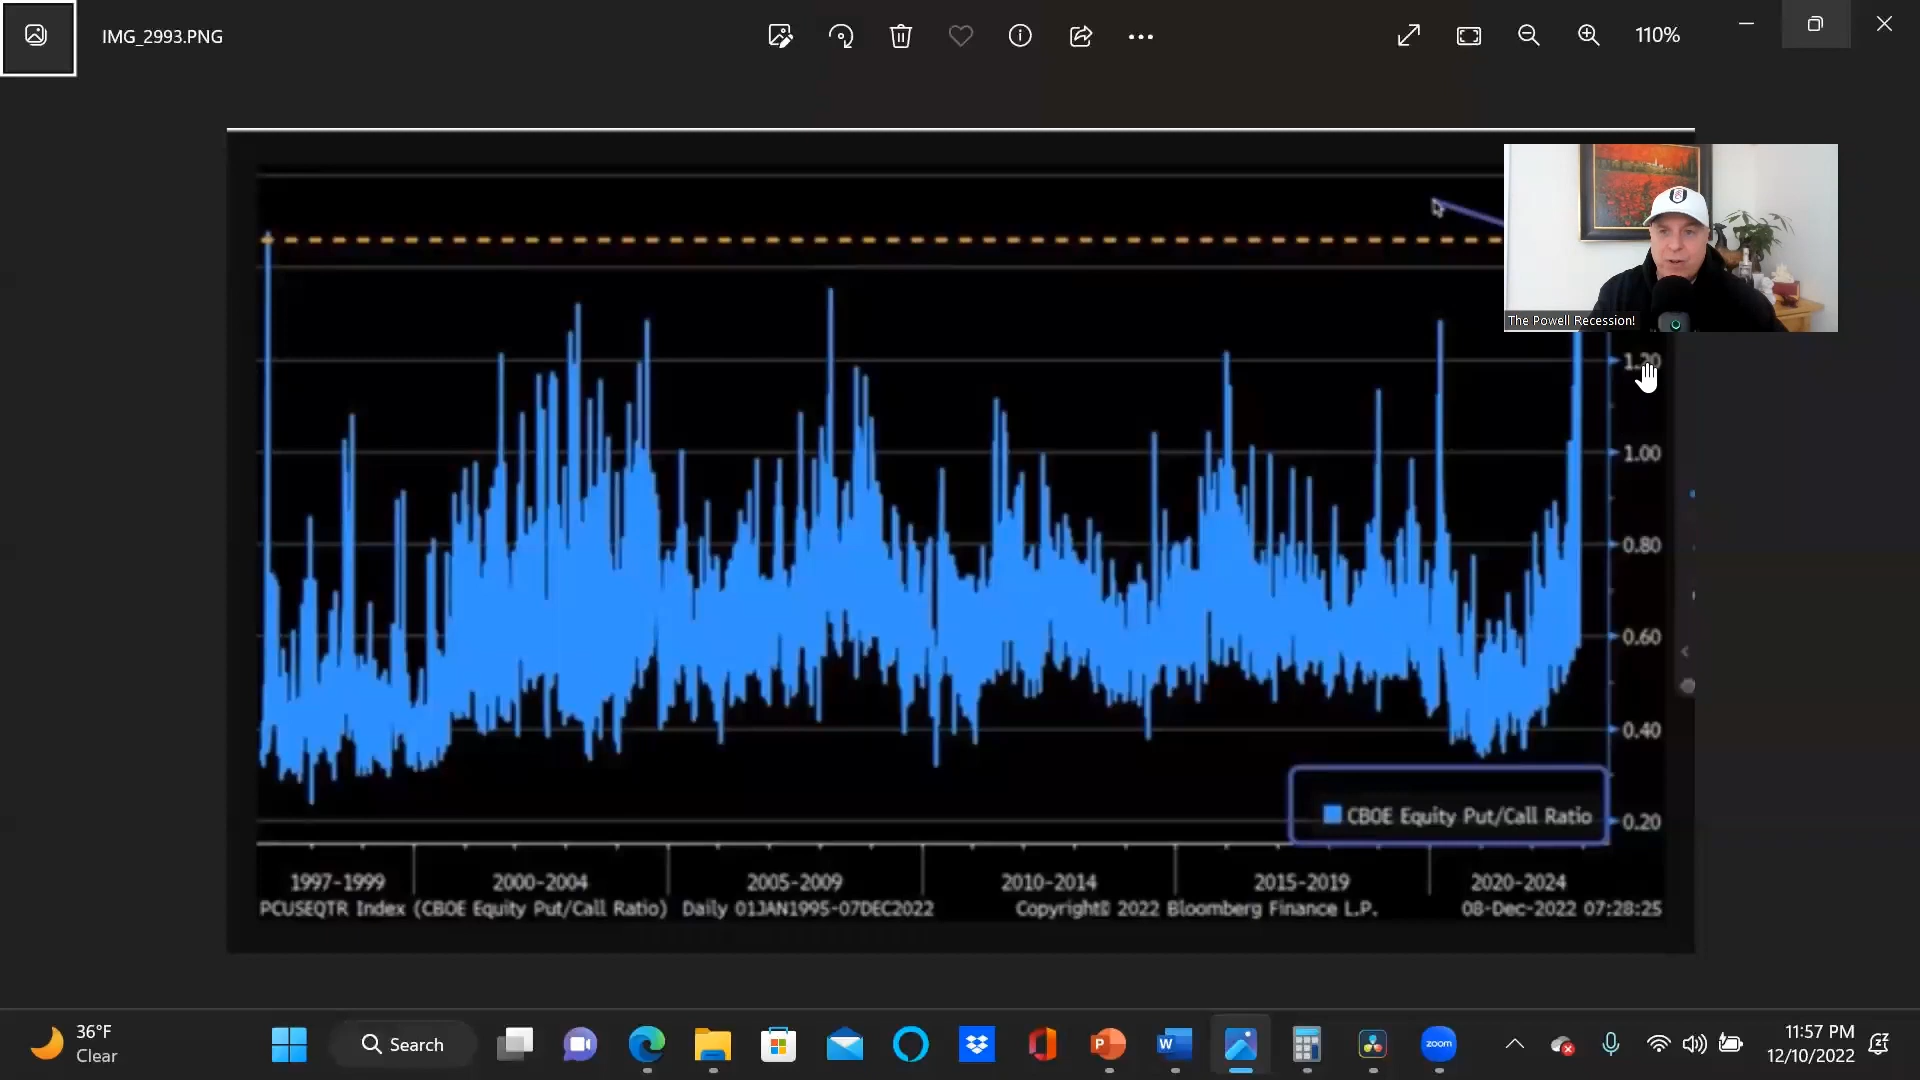 IMG_2993.PNG
110%
The Powell Recession!
1.20
1.00
0.80
0.60
0.40
0.20
CBOE Equity Put/Call Ratio
1997-1999 2000-2004 2005-2009 2010-2014 2015-2019 2020-2024
PCUSEQTR Index (CBOE Equity Put/Call Ratio) Daily 01JAN1995-07DEC2022 Copyright© 2022 Bloomberg Finance L.P. 08-Dec-2022 07:28:25
36°F
Clear
Search
zoom
11:57 PM
12/10/2022